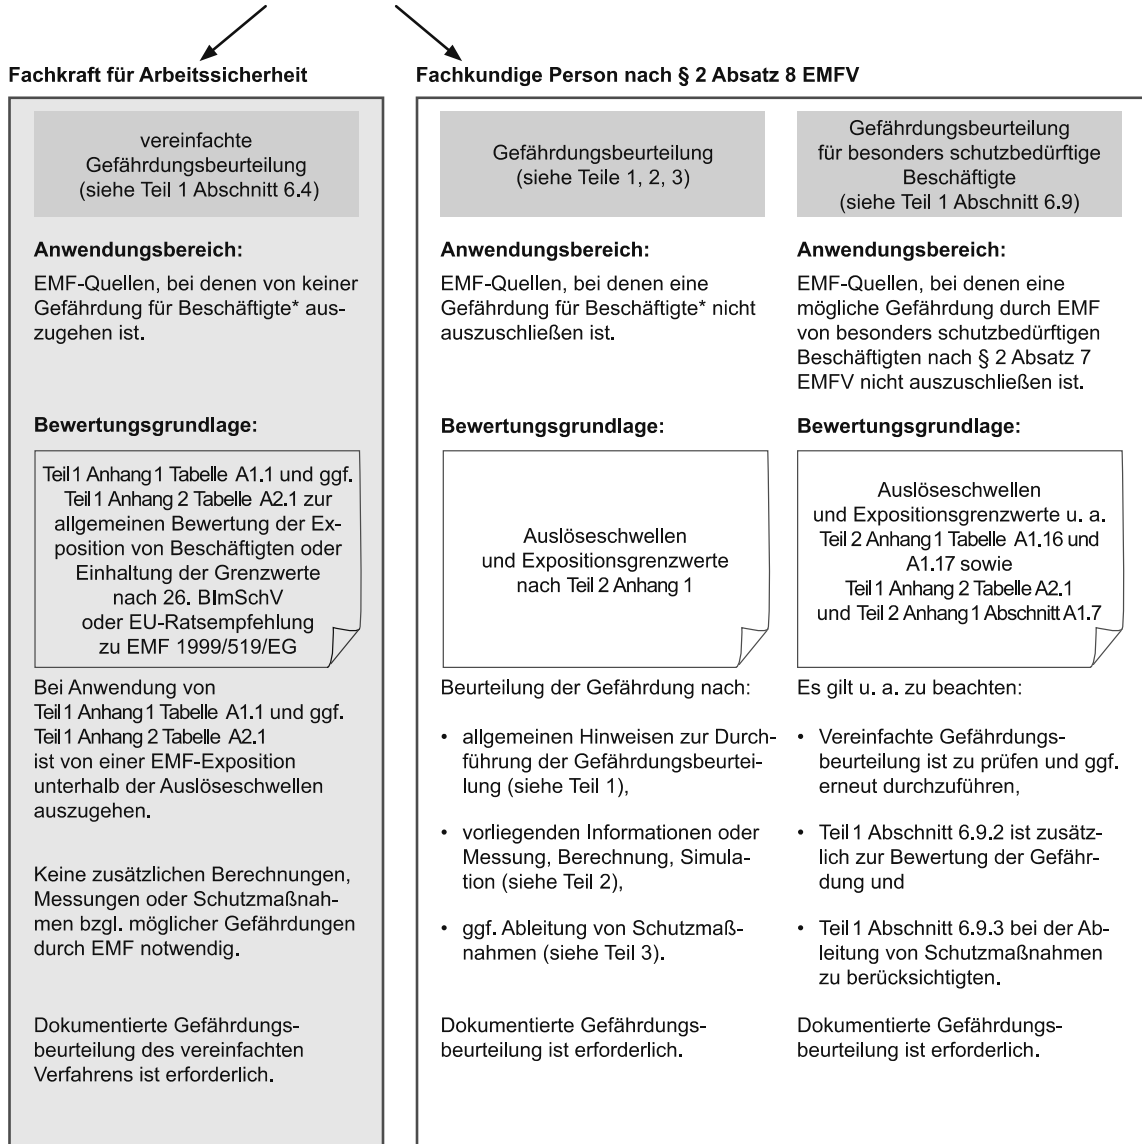 Fachkraft für Arbeitssicherheit
vereinfachte
Gefährdungsbeurteilung
(siehe Teil 1 Abschnitt 6.4)
Anwendungsbereich:
EMF-Quellen, bei denen von keiner
Gefährdung für Beschäftigte* aus-
zugehen ist.
Bewertungsgrundlage:
Teil 1 Anhang 1 Tabelle A1.1 und ggf.
Teil 1 Anhang 2 Tabelle A2.1 zur
allgemeinen Bewertung der Ex-
position von Beschäftigten oder
Einhaltung der Grenzwerte
nach 26. BImSchV
oder EU-Ratsempfehlung
zu EMF 1999/519/EG
Bei Anwendung von
Teil 1 Anhang 1 Tabelle A1.1 und ggf.
Teil 1 Anhang 2 Tabelle A2.1
ist von einer EMF-Exposition
unterhalb der Auslöseschwellen
auszugehen.
Keine zusätzlichen Berechnungen,
Messungen oder Schutzmaßnah-
men bzgl. möglicher Gefährdungen
durch EMF notwendig.
Dokumentierte Gefährdungs-
beurteilung des vereinfachten
Verfahrens ist erforderlich.
Fachkundige Person nach § 2 Absatz 8 EMFV
Gefährdungsbeurteilung
(siehe Teile 1, 2, 3)
Anwendungsbereich:
EMF-Quellen, bei denen eine
Gefährdung für Beschäftigte* nicht
auszuschließen ist.
Bewertungsgrundlage:
Auslöseschwellen
und Expositionsgrenzwerte
nach Teil 2 Anhang 1
Beurteilung der Gefährdung nach:
• allgemeinen Hinweisen zur Durch-
führung der Gefährdungsbeurtei-
lung (siehe Teil 1),
• vorliegenden Informationen oder
Messung, Berechnung, Simula-
tion (siehe Teil 2),
• ggf. Ableitung von Schutzmaß-
nahmen (siehe Teil 3).
Dokumentierte Gefährdungs-
beurteilung ist erforderlich.
Gefährdungsbeurteilung
für besonders schutzbedürftige
Beschäftigte
(siehe Teil 1 Abschnitt 6.9)
Anwendungsbereich:
EMF-Quellen, bei denen eine
mögliche Gefährdung durch EMF
von besonders schutzbedürftigen
Beschäftigten nach § 2 Absatz 7
EMFV nicht auszuschließen ist.
Bewertungsgrundlage:
Auslöseschwellen
und Expositionsgrenzwerte u. a.
Teil 2 Anhang 1 Tabelle A1.16 und
A1.17 sowie
Teil 1 Anhang 2 Tabelle A2.1
und Teil 2 Anhang 1 Abschnitt A1.7
Es gilt u. a. zu beachten:
• Vereinfachte Gefährdungs-
beurteilung ist zu prüfen und ggf.
erneut durchzuführen,
• Teil 1 Abschnitt 6.9.2 ist zusätz-
lich zur Bewertung der Gefähr-
dung und
• Teil 1 Abschnitt 6.9.3 bei der Ab-
leitung von Schutzmaßnahmen
zu berücksichtigten.
Dokumentierte Gefährdungs-
beurteilung ist erforderlich.